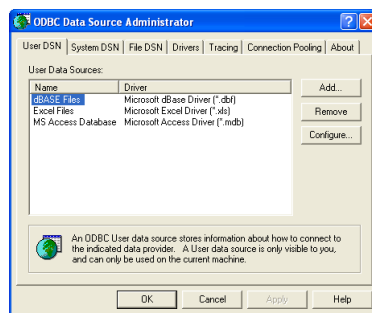 ODBC Data Source Administrator
User DSN System DSN File DSN Drivers Tracing Connection Pooling About
User Data Sources:
Name Driver
dBASE Files Microsoft dBase Driver (*.dbf)
Excel Files Microsoft Excel Driver (*.xls)
MS Access Database Microsoft Access Driver (*.mdb)
Add...
Remove
Configure...
An ODBC User data source stores information about how to connect to
the indicated data provider. A User data source is only visible to you,
and can only be used on the current machine.
OK Cancel Apply Help